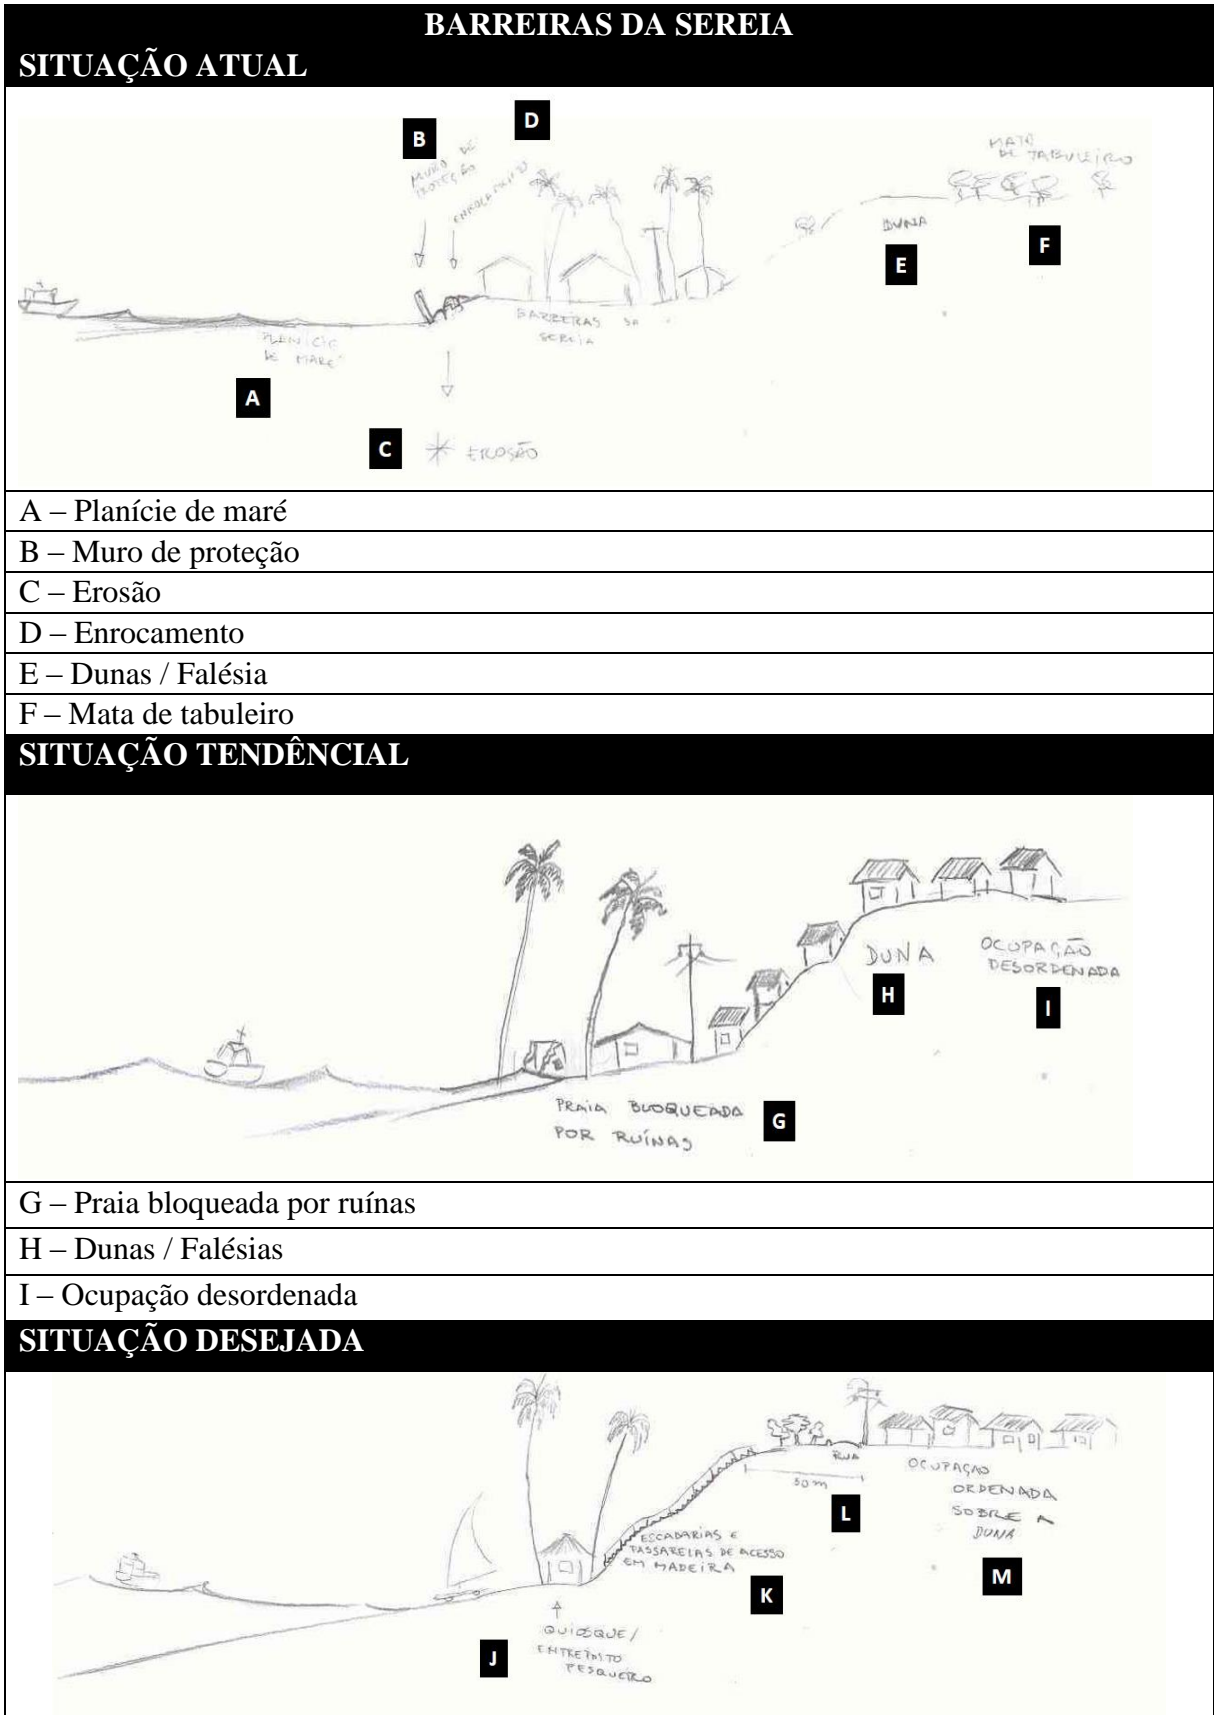 BARREIRAS DA SEREIA
SITUAÇÃO ATUAL
B
D
MURO DE
PROTEÇÃO
ENROCAMENTO
MATA
DE TABULEIRO
DUNA
E
F
BARREIRAS DA
SEREIA
PLANÍCIE
DE MARÉ
A
C
EROSÃO
A – Planície de maré
B – Muro de proteção
C – Erosão
D – Enrocamento
E – Dunas / Falésia
F – Mata de tabuleiro
SITUAÇÃO TENDÊNCIAL
DUNA
H
OCUPAÇÃO
DESORDENADA
I
PRAIA BLOQUEADA
POR RUÍNAS
G
G – Praia bloqueada por ruínas
H – Dunas / Falésias
I – Ocupação desordenada
SITUAÇÃO DESEJADA
RUA
50 m
L
OCUPAÇÃO
ORDENADA
SOBRE A
DUNA
M
ESCADARIAS E
PASSARELAS DE ACESSO
EM MADEIRA
K
QUIOSQUE/
ENTREPOSTO
PESQUEIRO
J